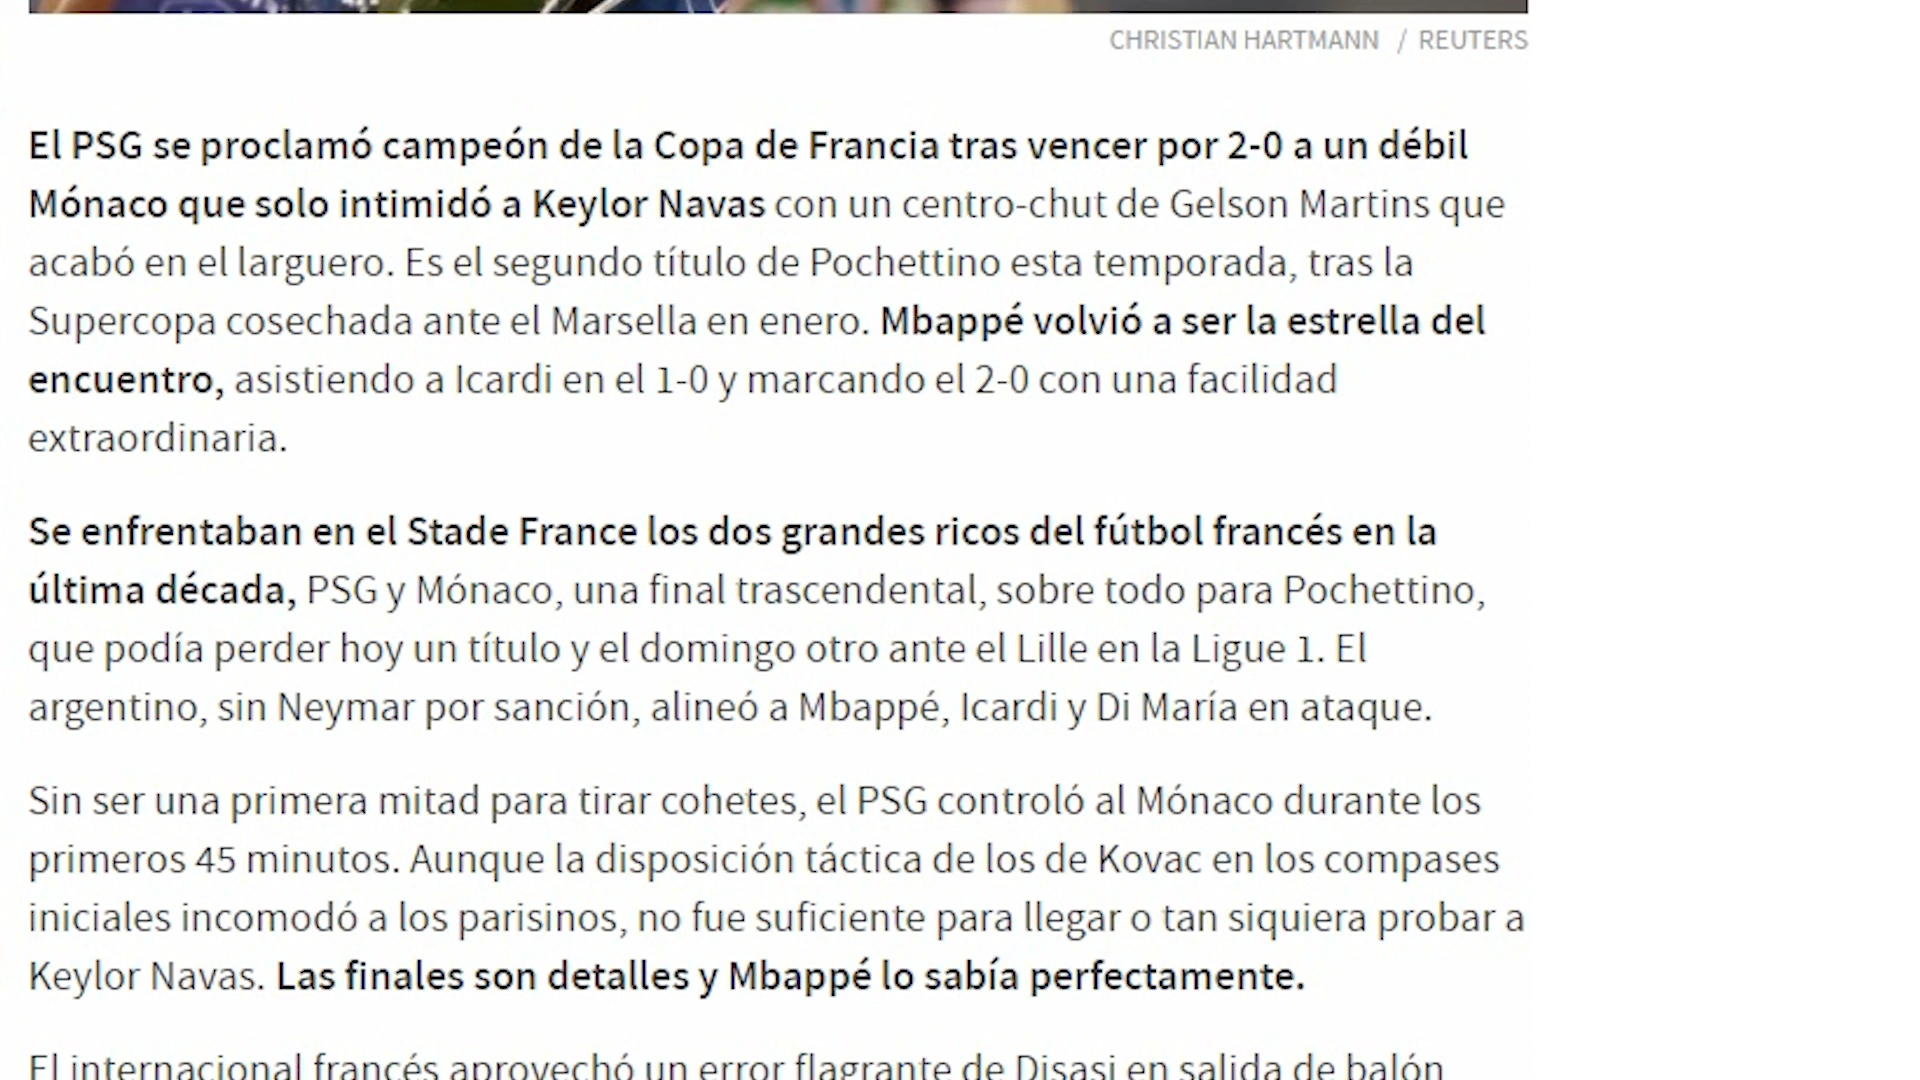 CHRISTIAN HARTMANN / REUTERS
El PSG se proclamó campeón de la Copa de Francia tras vencer por 2-0 a un débil
Mónaco que solo intimidó a Keylor Navas con un centro-chut de Gelson Martins que
acabó en el larguero. Es el segundo título de Pochettino esta temporada, tras la
Supercopa cosechada ante el Marsella en enero. Mbappé volvió a ser la estrella del
encuentro, asistiendo a Icardi en el 1-0 y marcando el 2-0 con una facilidad
extraordinaria.
Se enfrentaban en el Stade France los dos grandes ricos del fútbol francés en la
última década, PSG y Mónaco, una final trascendental, sobre todo para Pochettino,
que podía perder hoy un título y el domingo otro ante el Lille en la Ligue 1. El
argentino, sin Neymar por sanción, alineó a Mbappé, Icardi y Di María en ataque.
Sin ser una primera mitad para tirar cohetes, el PSG controló al Mónaco durante los
primeros 45 minutos. Aunque la disposición táctica de los de Kovac en los compases
iniciales incomodó a los parisinos, no fue suficiente para llegar o tan siquiera probar a
Keylor Navas. Las finales son detalles y Mbappé lo sabía perfectamente.
El internacional francés aprovechó un error flagrante de Disasi en salida de balón